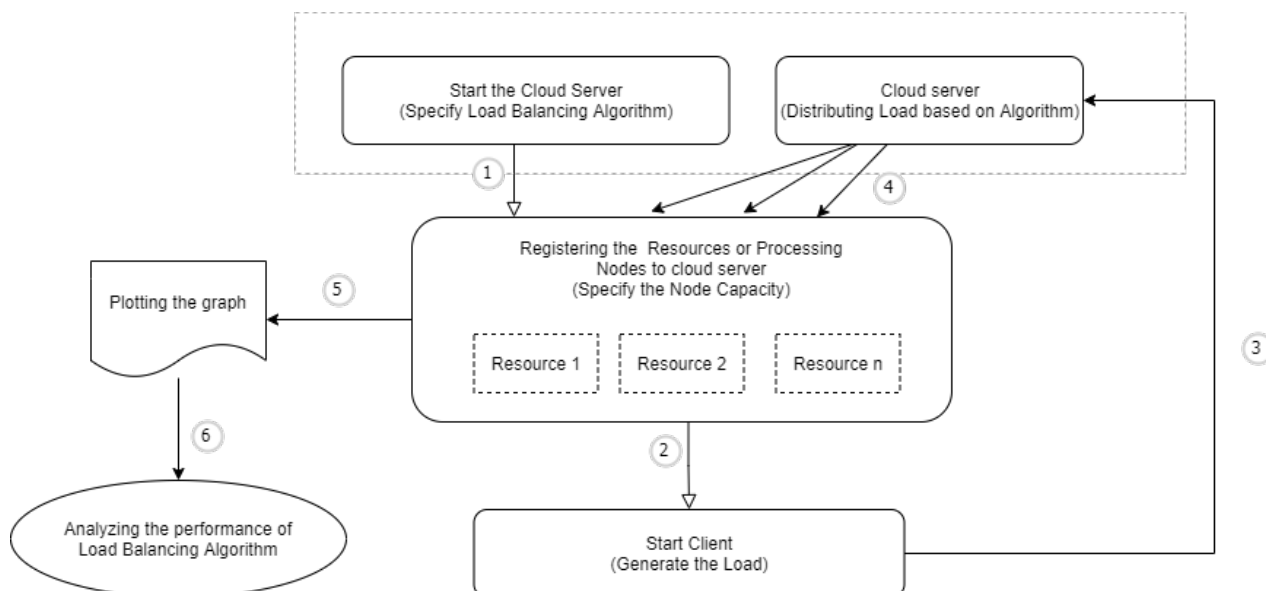 Start the Cloud Server
(Specify Load Balancing Algorithm)
Cloud server
(Distributing Load based on Algorithm)
1
4
Registering the Resources or Processing
Nodes to cloud server
(Specify the Node Capacity)
Resource 1
Resource 2
Resource n
5
Plotting the graph
3
6
2
Analyzing the performance of
Load Balancing Algorithm
Start Client
(Generate the Load)